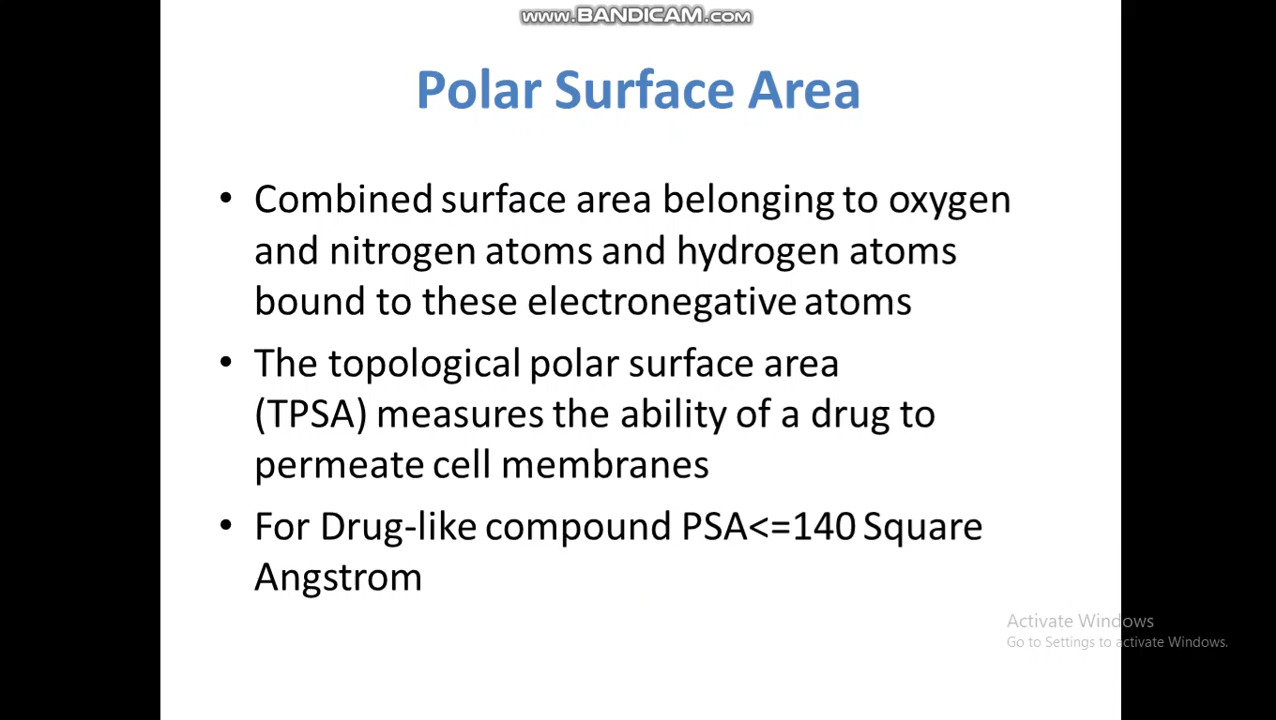 www.BANDICAM.com
Polar Surface Area
• Combined surface area belonging to oxygen
and nitrogen atoms and hydrogen atoms
bound to these electronegative atoms
• The topological polar surface area
(TPSA) measures the ability of a drug to
permeate cell membranes
• For Drug-like compound PSA<=140 Square
Angstrom
Activate Windows
Go to Settings to activate Windows.